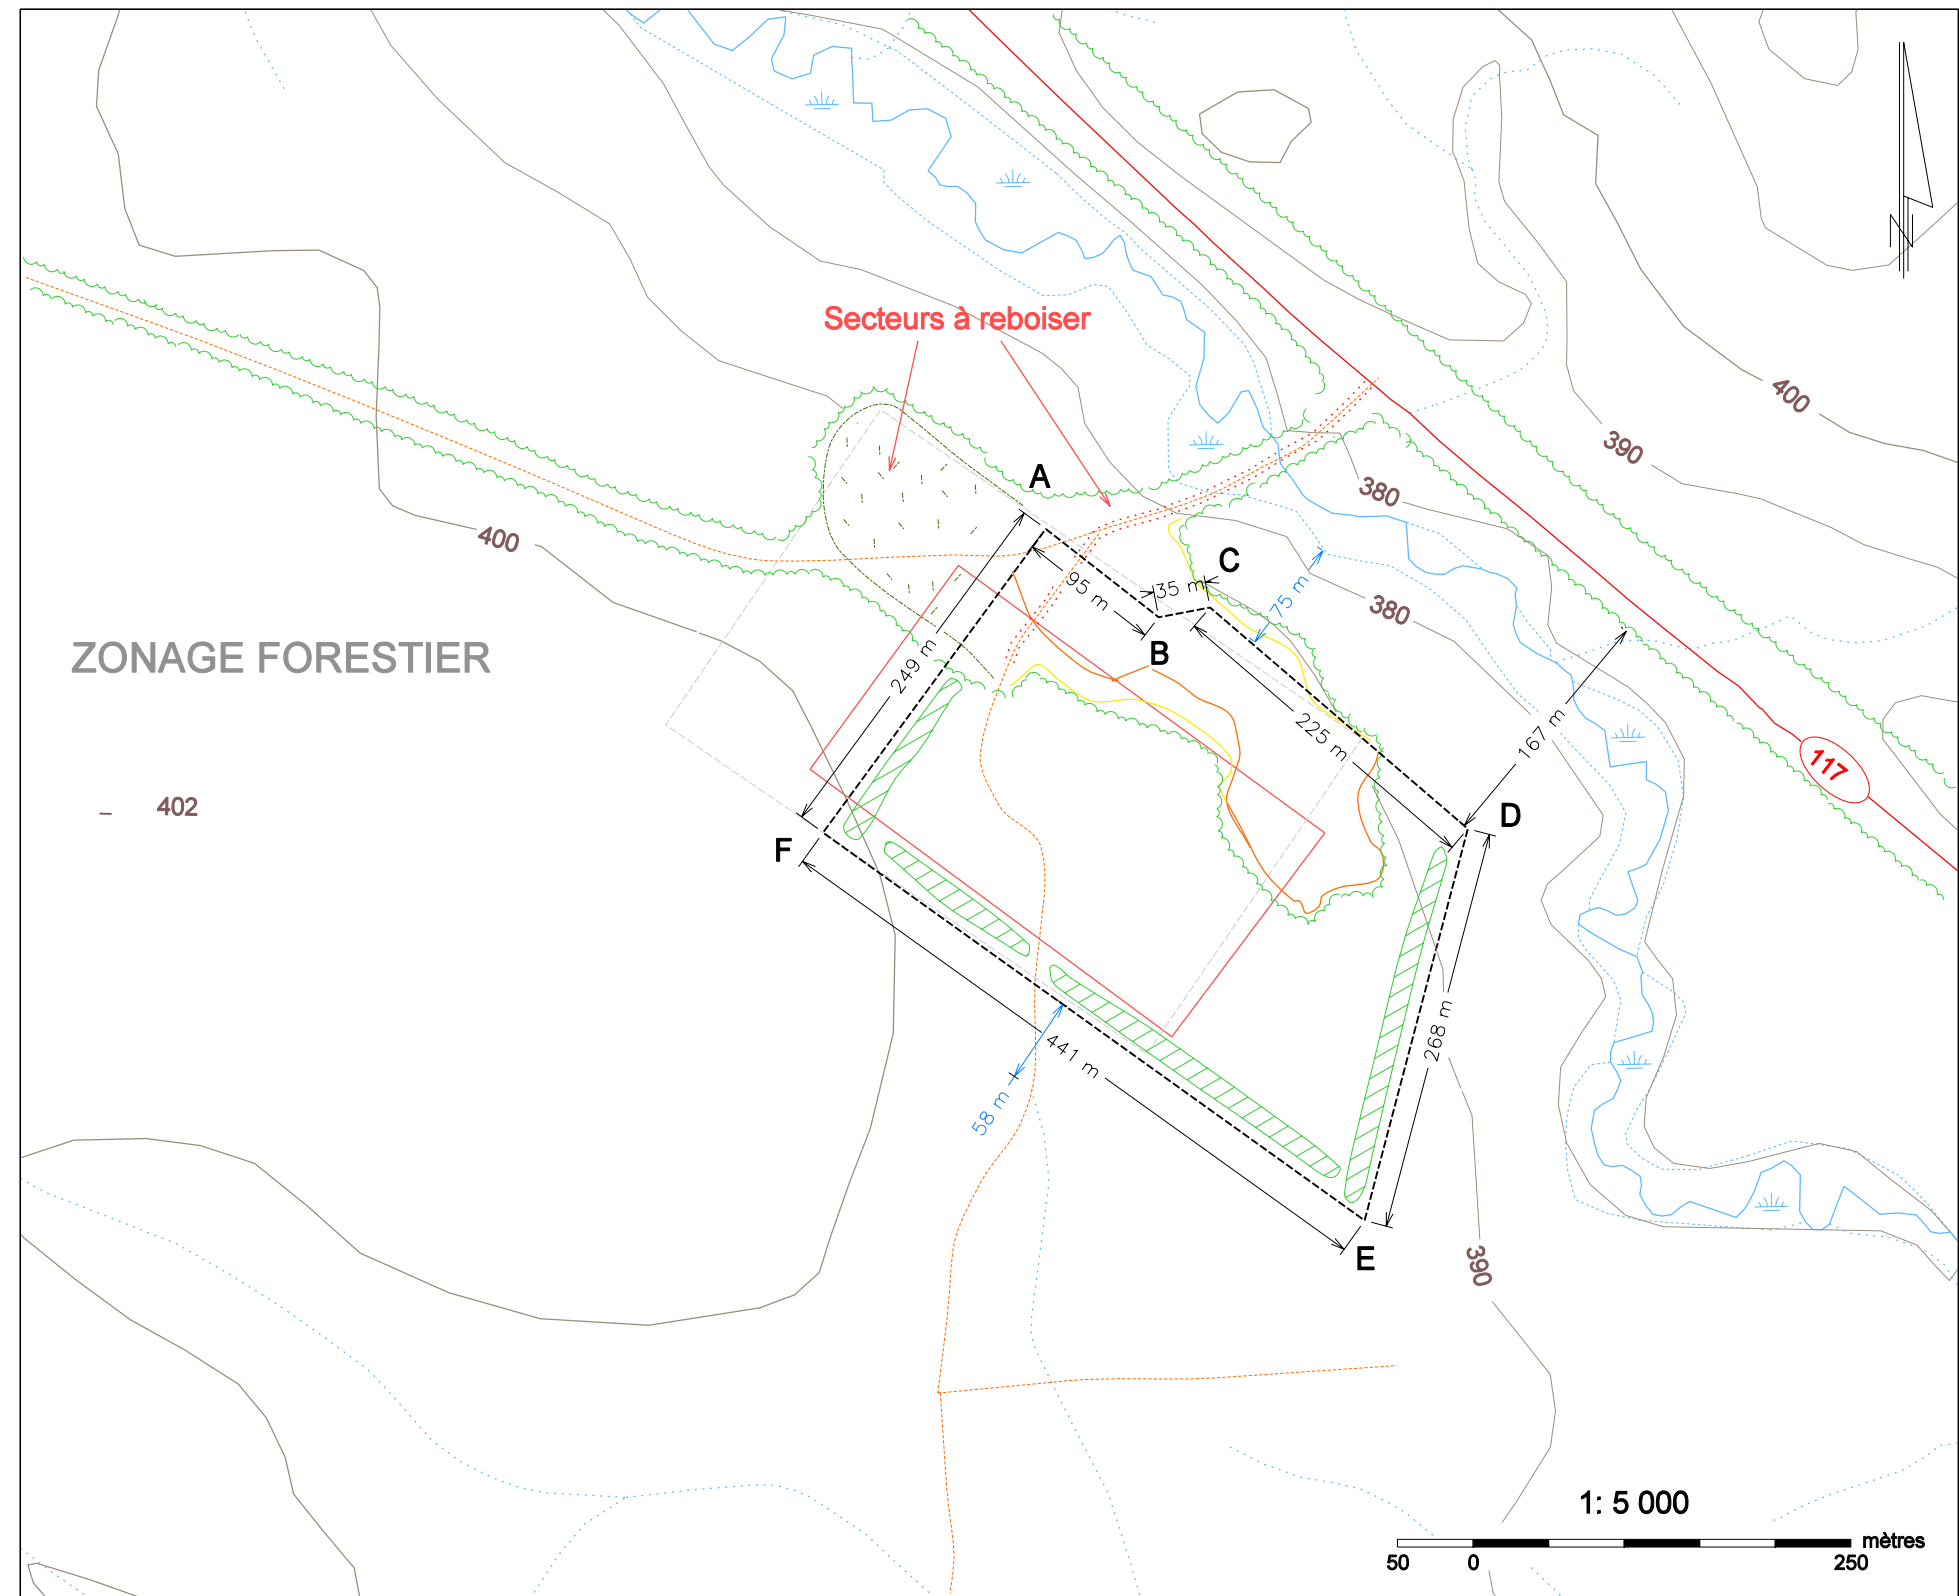 Secteurs à reboiser
400
390
380
A
400
C
35 m
95 m
75 m
380
B
ZONAGE FORESTIER
249 m
225 m
167 m
117
402
D
F
268 m
441 m
58 m
E
390
1: 5 000
mètres
50 0 250
N